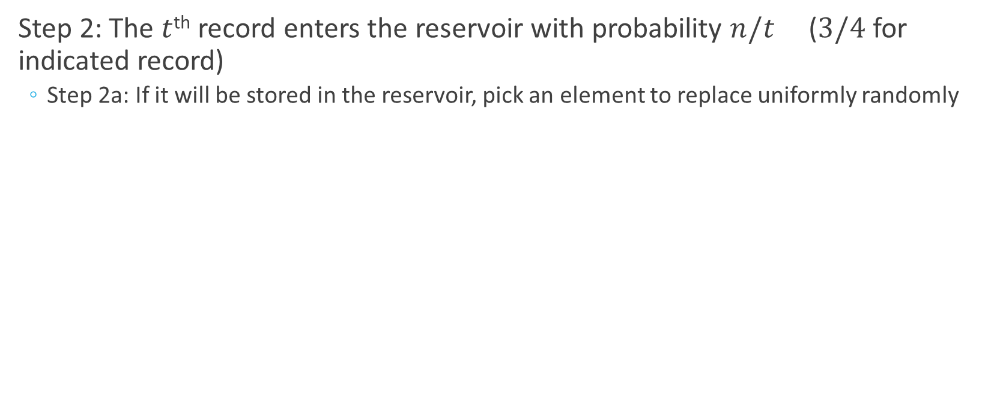 Step 2: The tᵗʰ record enters the reservoir with probability n/t (3/4 for
indicated record)
◦ Step 2a: If it will be stored in the reservoir, pick an element to replace uniformly randomly